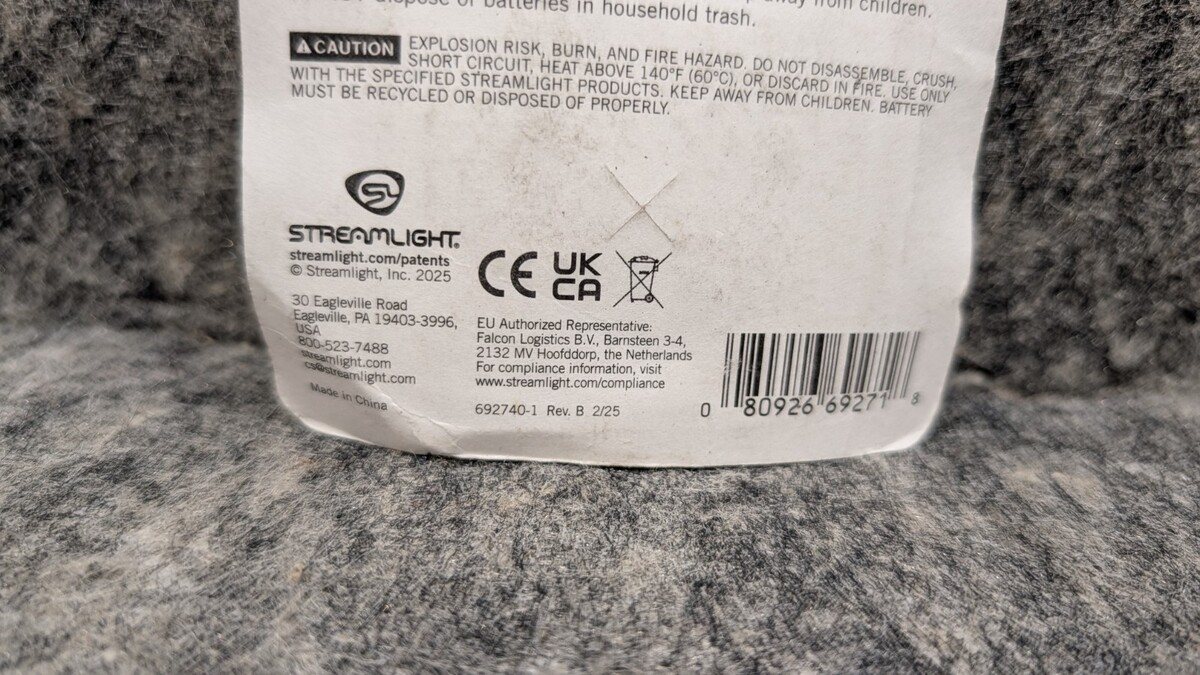 dispose of batteries in household trash.
away from children.
CAUTION EXPLOSION RISK, BURN, AND FIRE HAZARD. DO NOT DISASSEMBLE, CRUSH,
SHORT CIRCUIT, HEAT ABOVE 140°F (60°C), OR DISCARD IN FIRE. USE ONLY
WITH THE SPECIFIED STREAMLIGHT PRODUCTS. KEEP AWAY FROM CHILDREN. BATTERY
MUST BE RECYCLED OR DISPOSED OF PROPERLY.
SL
STREAMLIGHT®
streamlight.com/patents
© Streamlight, Inc. 2025
30 Eagleville Road
Eagleville, PA 19403-3996,
USA
800-523-7488
streamlight.com
cs@streamlight.com
Made in China
CE
UK
CA
EU Authorized Representative:
Falcon Logistics B.V., Barnsteen 3-4,
2132 MV Hoofddorp, the Netherlands
For compliance information, visit
www.streamlight.com/compliance
692740-1 Rev. B 2/25
0 80926 69271 8